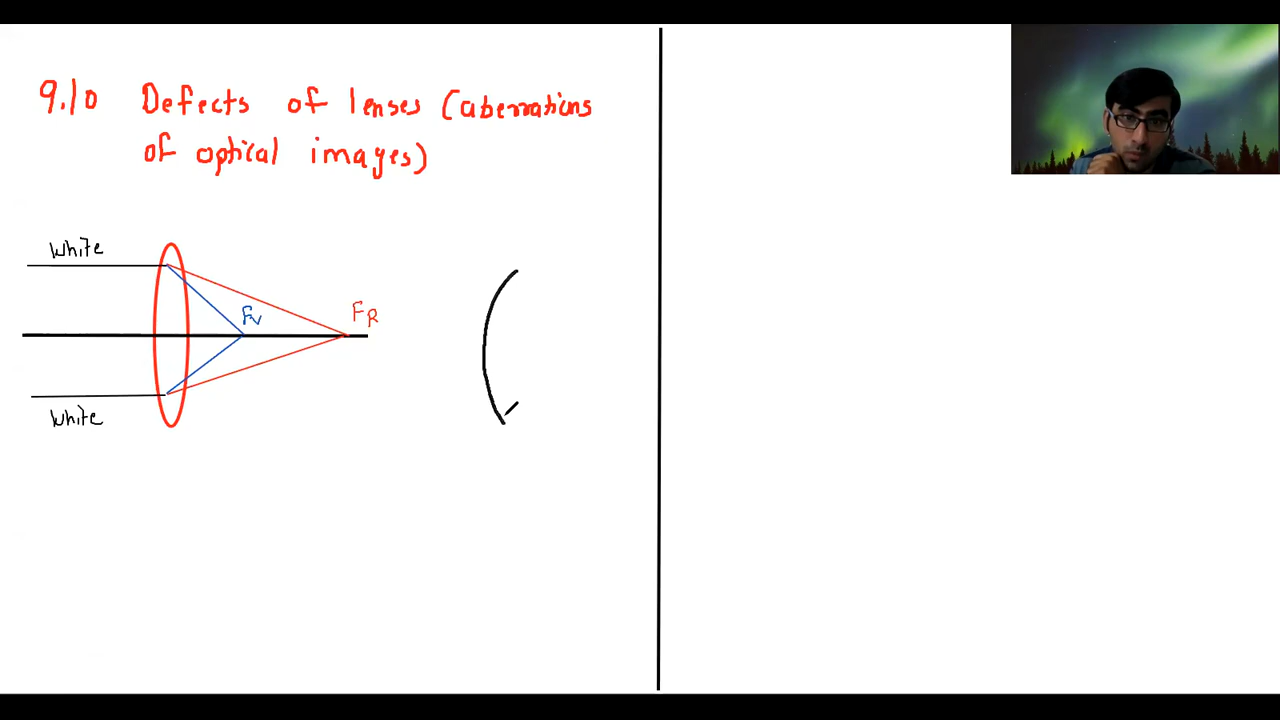 9.10 Defects of lenses (aberrations
of optical images)
White
Fv
FR
White